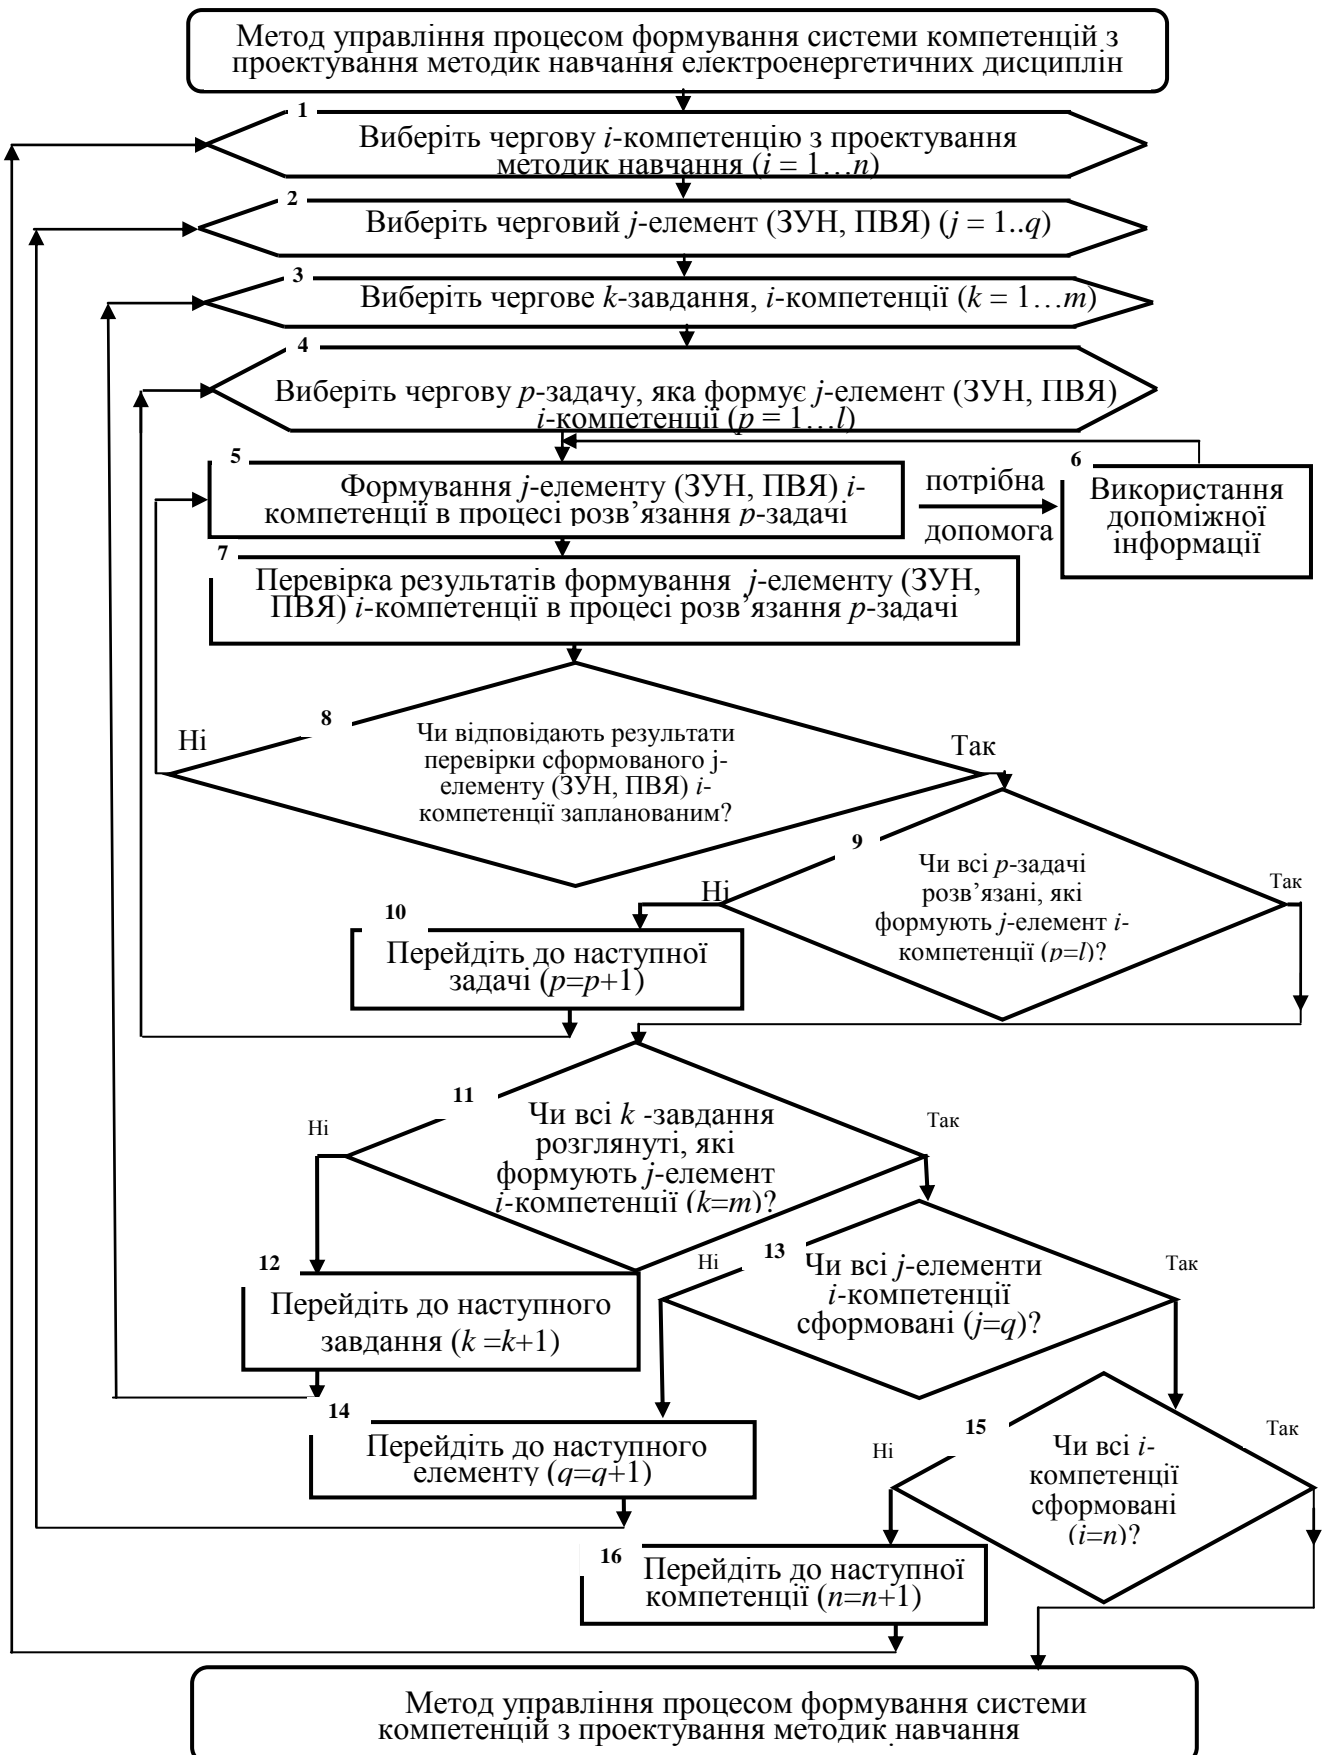 Метод управління процесом формування системи компетенцій з
проектування методик навчання електроенергетичних дисциплін
1
Виберіть чергову i-компетенцію з проектування
методик навчання (i = 1…n)
2
Виберіть черговий j-елемент (ЗУН, ПВЯ) (j = 1..q)
3
Виберіть чергове k-завдання, i-компетенції (k = 1…m)
4
Виберіть чергову p-задачу, яка формує j-елемент (ЗУН, ПВЯ)
i-компетенції (p = 1…l)
5
Формування j-елементу (ЗУН, ПВЯ) i-
компетенції в процесі розв’язання p-задачі
потрібна
допомога
6
Використання
допоміжної
інформації
7
Перевірка результатів формування j-елементу (ЗУН,
ПВЯ) i-компетенції в процесі розв’язання p-задачі
8
Ні
Чи відповідають результати
перевірки сформованого j-
елементу (ЗУН, ПВЯ) i-
компетенції запланованим?
Так
9
Чи всі p-задачі
розв’язані, які
формують j-елемент i-
компетенції (p=l)?
Ні
Так
10
Перейдіть до наступної
задачі (p=p+1)
11
Ні
Чи всі k -завдання
розглянуті, які
формують j-елемент
i-компетенції (k=m)?
Так
12
Перейдіть до наступного
завдання (k =k+1)
13
Ні
Чи всі j-елементи
i-компетенції
сформовані (j=q)?
Так
14
Перейдіть до наступного
елементу (q=q+1)
15
Ні
Чи всі i-
компетенції
сформовані
(i=n)?
Так
16
Перейдіть до наступної
компетенції (n=n+1)
Метод управління процесом формування системи
компетенцій з проектування методик навчання